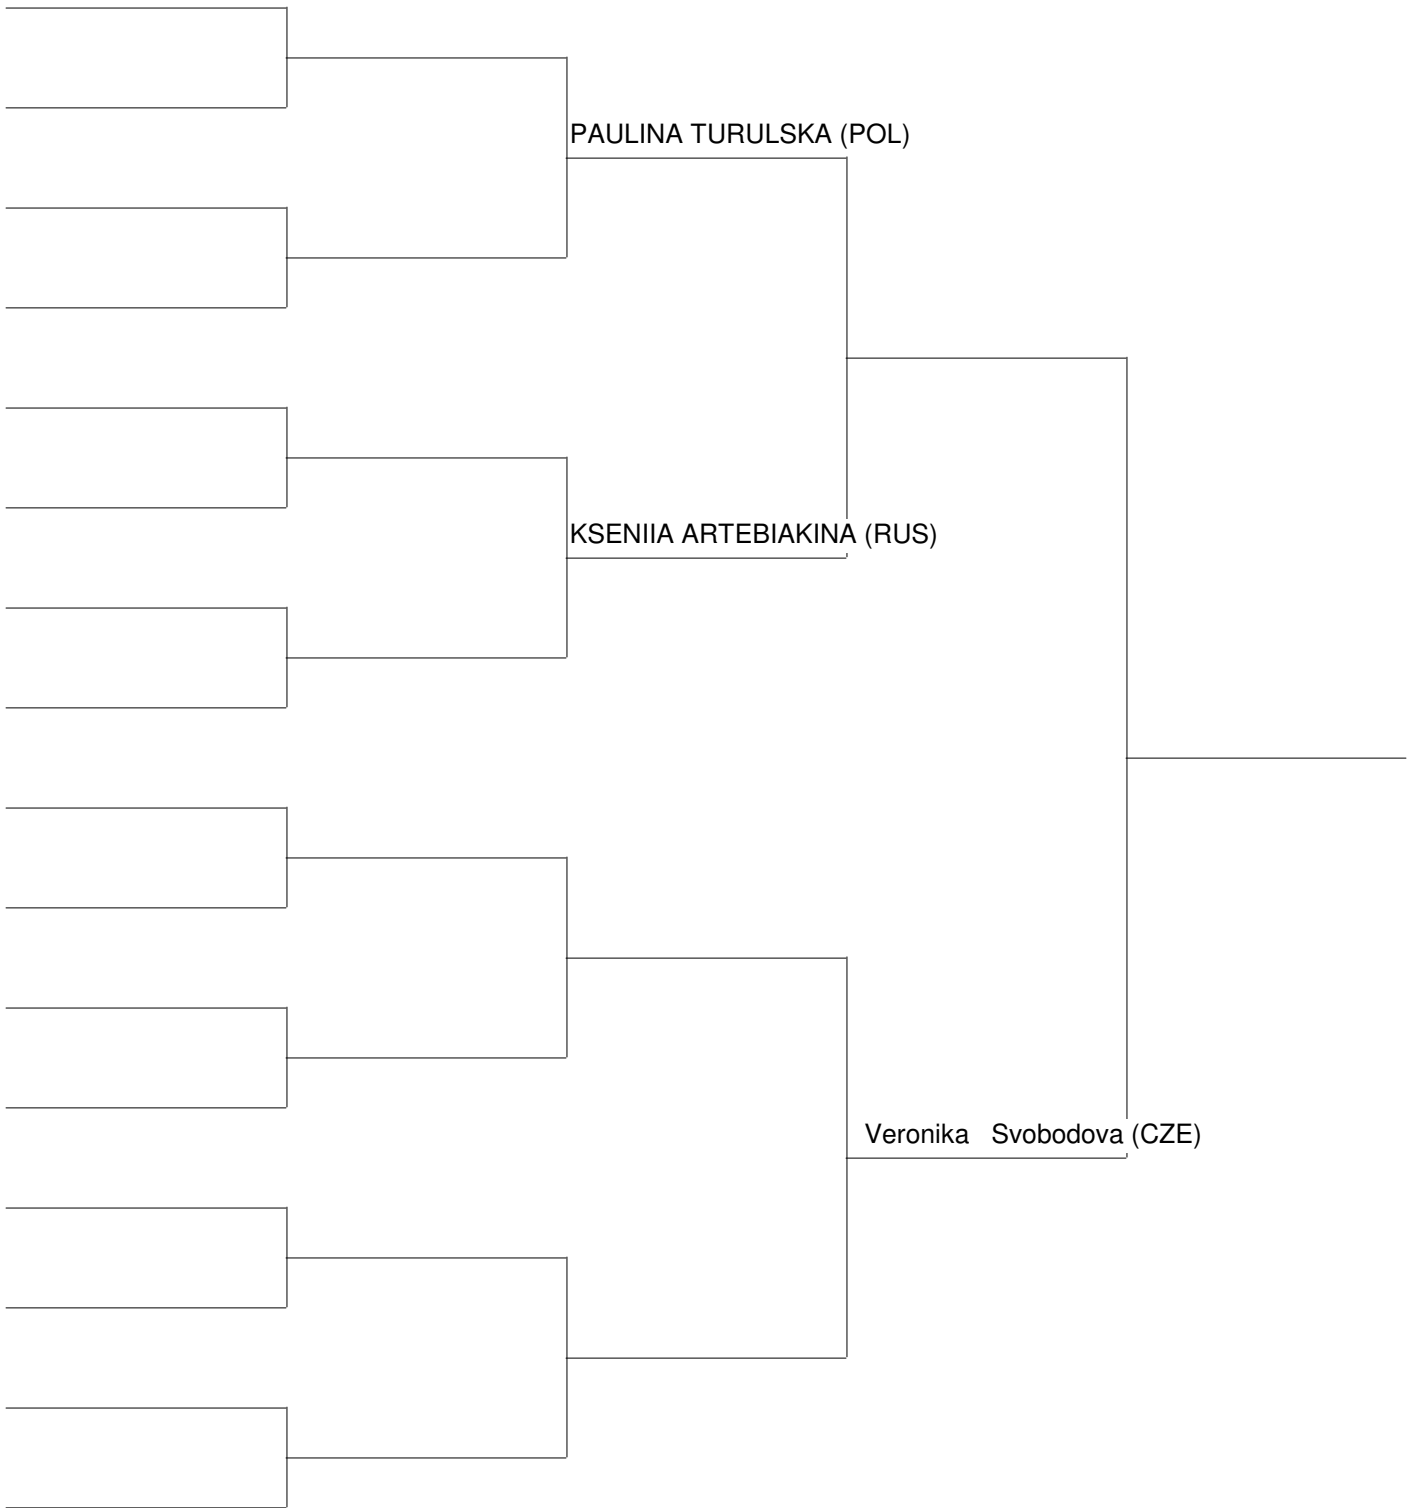 PAULINA TURULSKA (POL)
KSENIIA ARTEBIAKINA (RUS)
Veronika Svobodova (CZE)